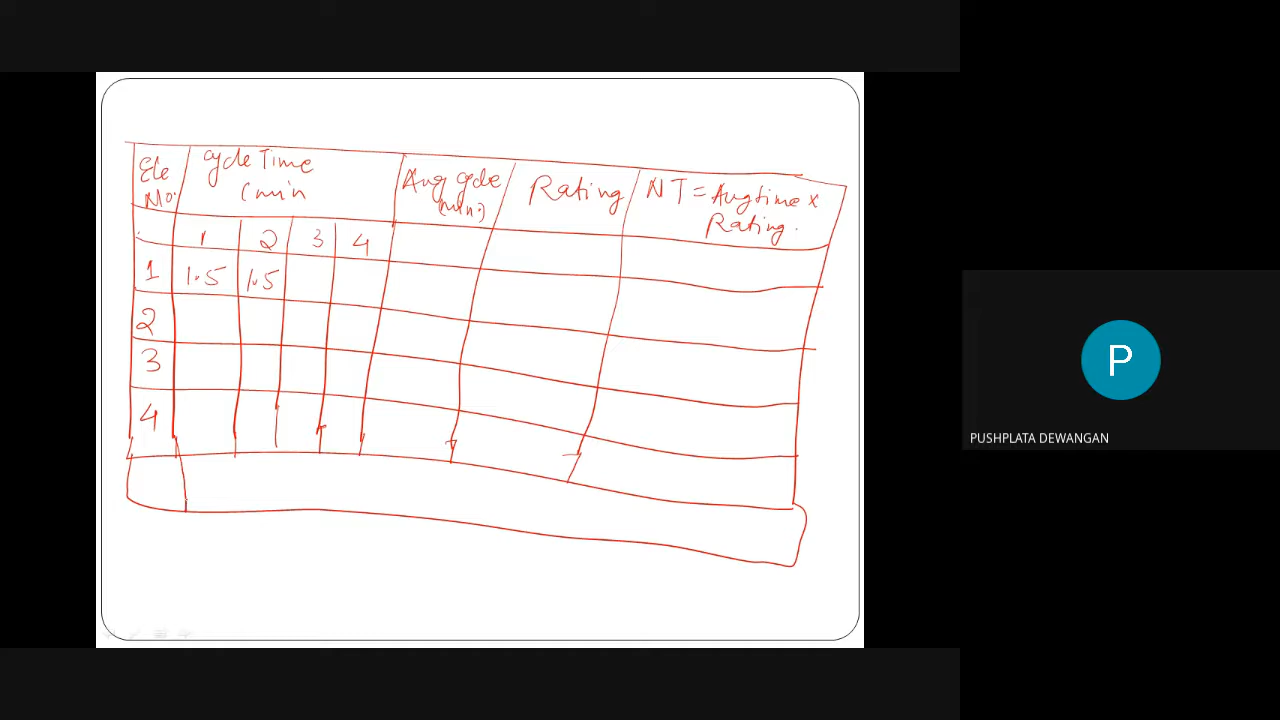 Ele
No.
Cycle Time
(min
Avg cycle
(min.)
Rating
NT = Avg time x
Rating.
1 2 3 4
1 1.5 1.5
2
3
4
P
PUSHPLATA DEWANGAN